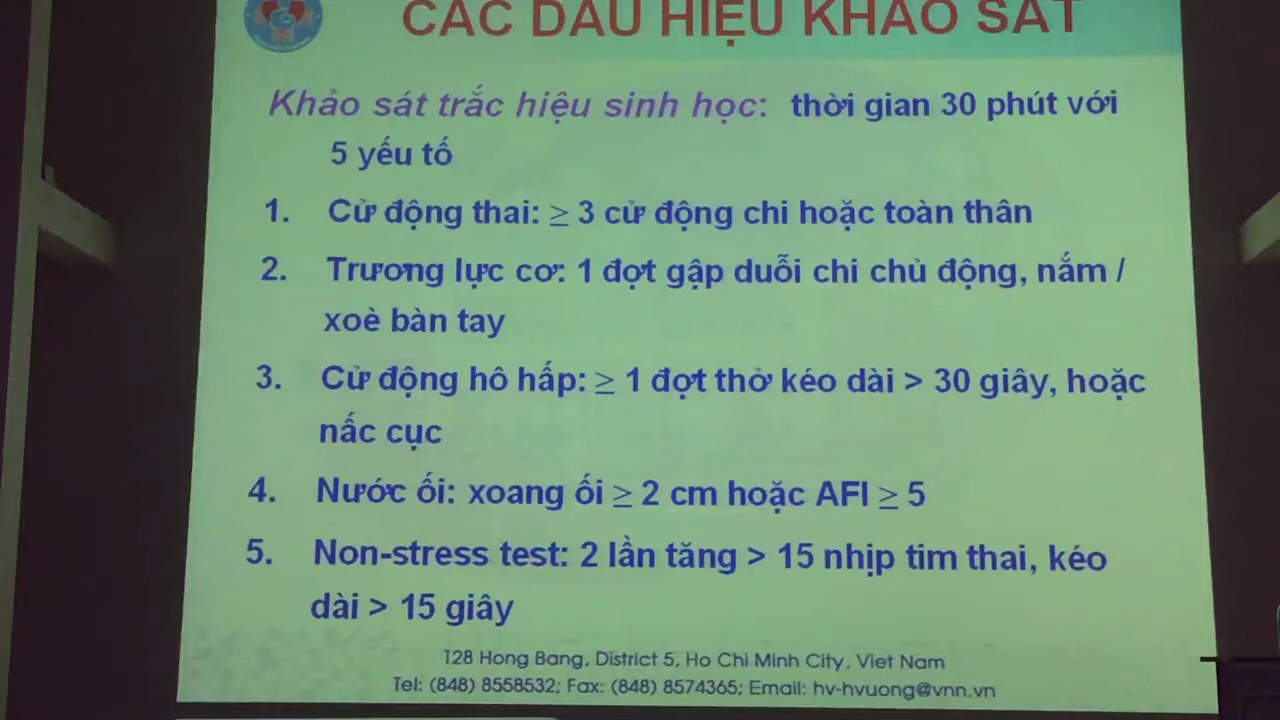 CÁC DẤU HIỆU KHẢO SÁT
Khảo sát trắc hiệu sinh học: thời gian 30 phút với
5 yếu tố
1. Cử động thai: ≥ 3 cử động chi hoặc toàn thân
2. Trương lực cơ: 1 đợt gập duỗi chi chủ động, nắm /
xoè bàn tay
3. Cử động hô hấp: ≥ 1 đợt thở kéo dài > 30 giây, hoặc
nấc cục
4. Nước ối: xoang ối ≥ 2 cm hoặc AFI ≥ 5
5. Non-stress test: 2 lần tăng > 15 nhịp tim thai, kéo
dài > 15 giây
128 Hong Bang, District 5, Ho Chi Minh City, Viet Nam
Tel: (848) 8558532; Fax: (848) 8574365; Email: hv-hvuong@vnn.vn